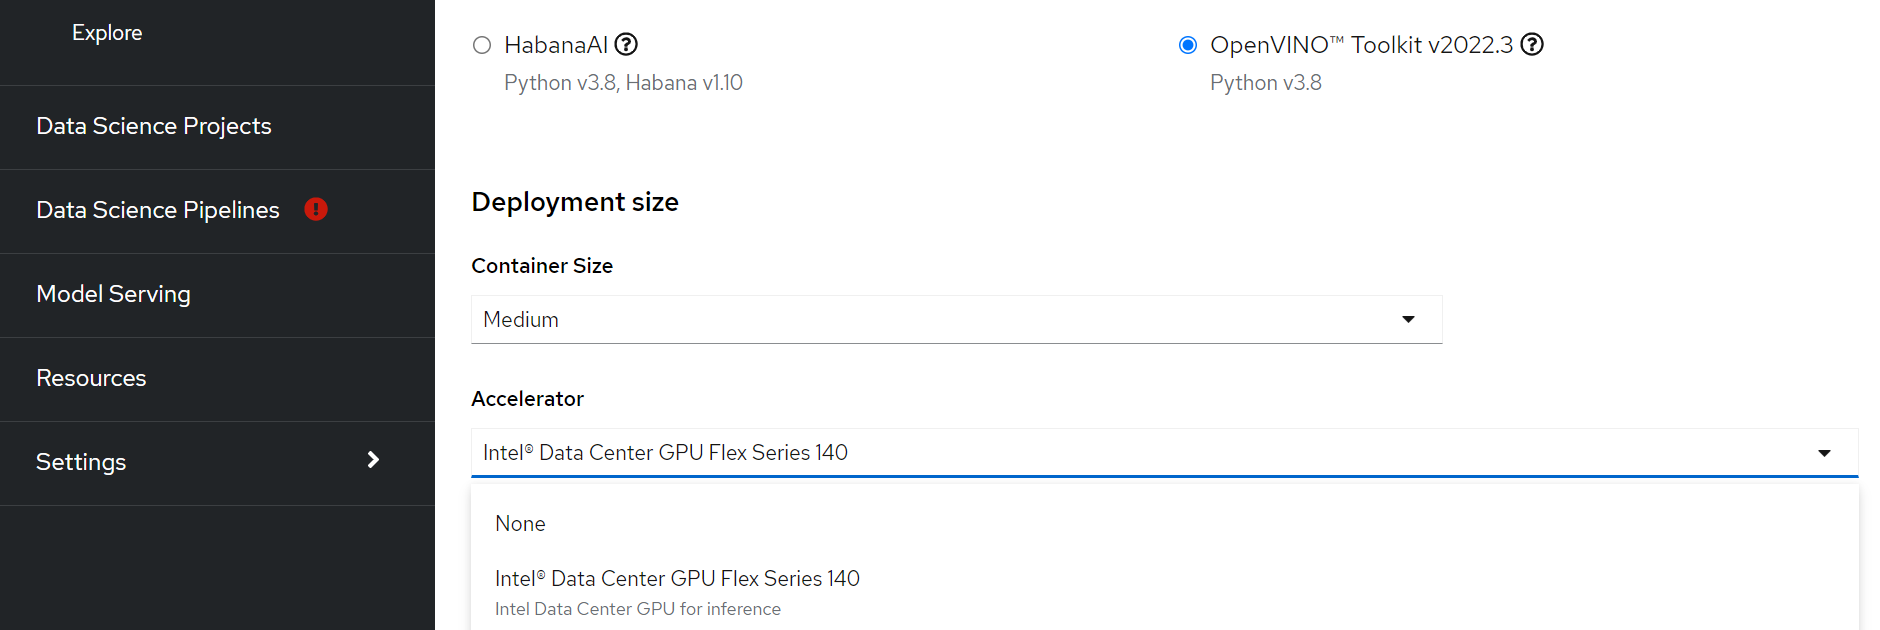 Explore
Data Science Projects
Data Science Pipelines
Model Serving
Resources
Settings
HabanaAI
Python v3.8, Habana v1.10
OpenVINO™ Toolkit v2022.3
Python v3.8
Deployment size
Container Size
Medium
Accelerator
Intel® Data Center GPU Flex Series 140
None
Intel® Data Center GPU Flex Series 140
Intel Data Center GPU for inference